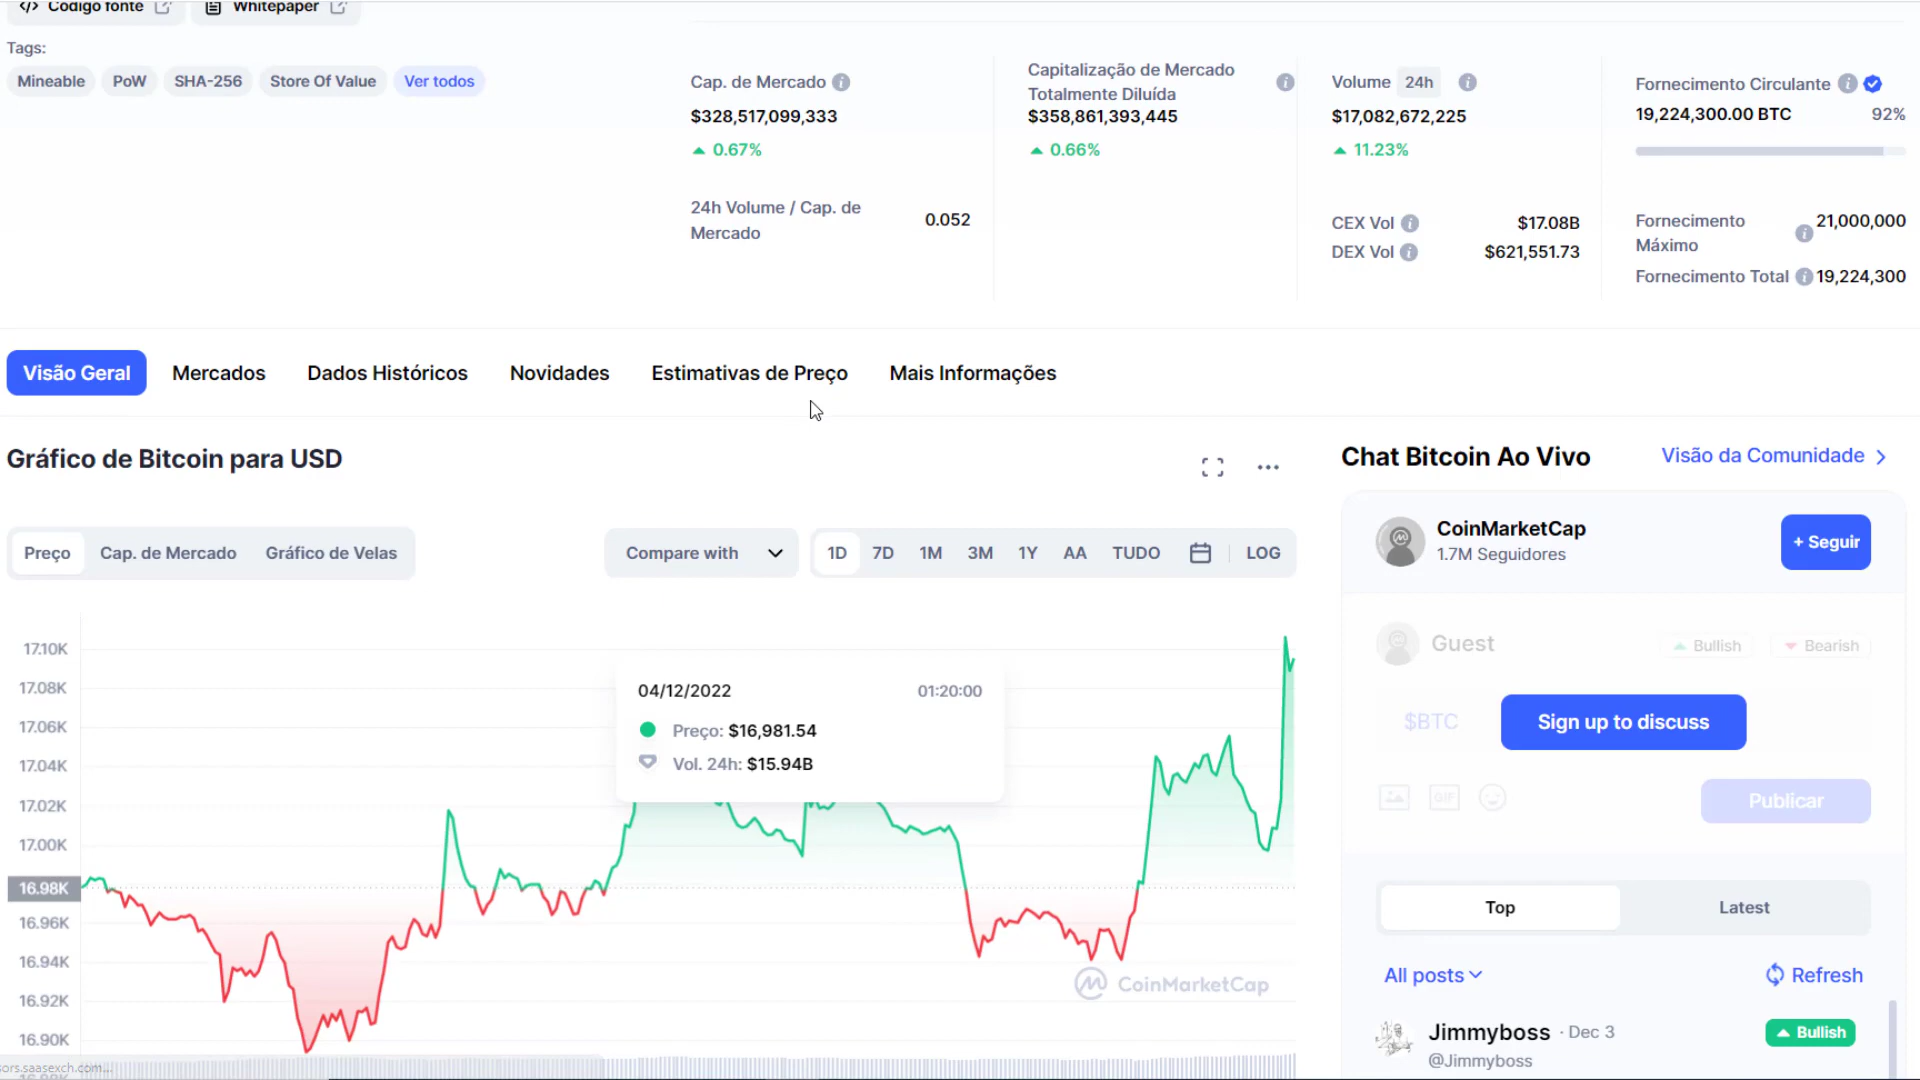 Código fonte
Whitepaper
Tags:
Mineable
PoW
SHA-256
Store Of Value
Ver todos
Cap. de Mercado
$328,517,099,333
0.67%
24h Volume / Cap. de
Mercado
0.052
Capitalização de Mercado
Totalmente Diluída
$358,861,393,445
0.66%
Volume 24h
$17,082,672,225
11.23%
CEX Vol $17.08B
DEX Vol $621,551.73
Fornecimento Circulante
19,224,300.00 BTC 92%
Fornecimento
Máximo
21,000,000
Fornecimento Total 19,224,300
Visão Geral
Mercados
Dados Históricos
Novidades
Estimativas de Preço
Mais Informações
Gráfico de Bitcoin para USD
Preço
Cap. de Mercado
Gráfico de Velas
Compare with
1D
7D
1M
3M
1Y
AA
TUDO
LOG
17.10K
17.08K
17.06K
17.04K
17.02K
17.00K
16.98K
16.96K
16.94K
16.92K
16.90K
04/12/2022 01:20:00
Preço: $16,981.54
Vol. 24h: $15.94B
CoinMarketCap
sors.saasexch.com...
Chat Bitcoin Ao Vivo
Visão da Comunidade
CoinMarketCap
1.7M Seguidores
+ Seguir
Guest
Bullish
Bearish
$BTC
Sign up to discuss
GIF
Publicar
Top
Latest
All posts
Refresh
Jimmyboss · Dec 3
@Jimmyboss
Bullish